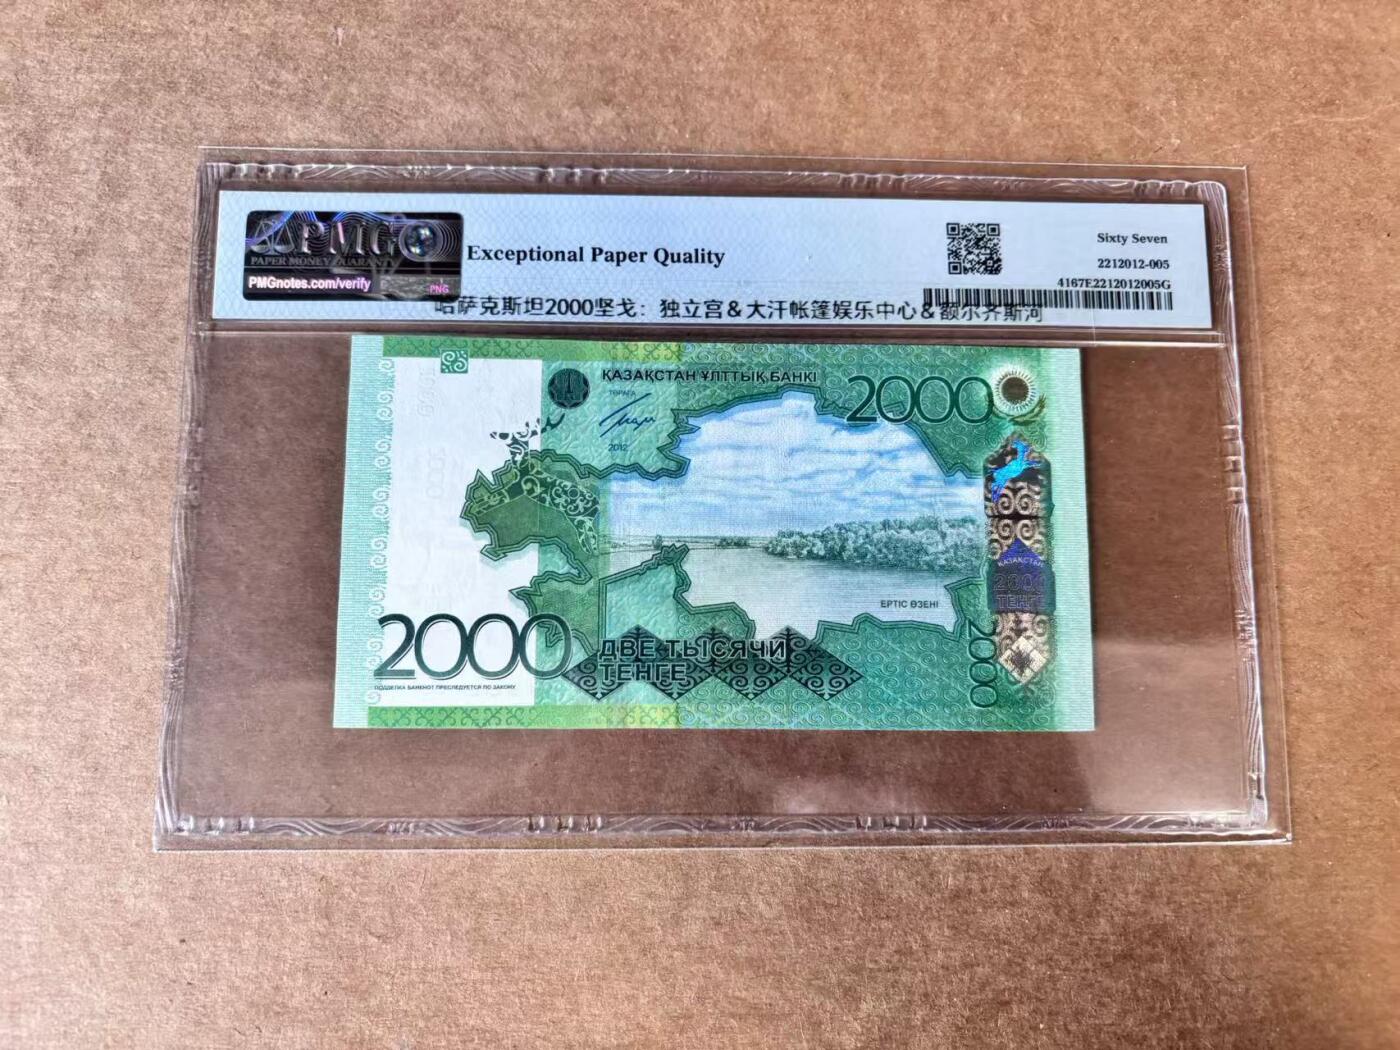 PMG
PAPER MONEY GUARANTY
PMGnotes.com/verify
PNG
Exceptional Paper Quality
Sixty Seven
2212012-005
4167E2212012005G
哈萨克斯坦2000坚戈：独立宫＆大汗帐篷娱乐中心＆额尔齐斯河
ҚАЗАҚСТАН ҰЛТТЫҚ БАНКІ
ТӨРАҒА
2012
2000
ҚАЗАҚСТАН
2000
ТЕҢГЕ
ЕРТІС ӨЗЕНІ
2000
ДВЕ ТЫСЯЧИ
ТЕНГЕ
2000
ПОДДЕЛКА БАНКНОТ ПРЕСЛЕДУЕТСЯ ПО ЗАКОНУ